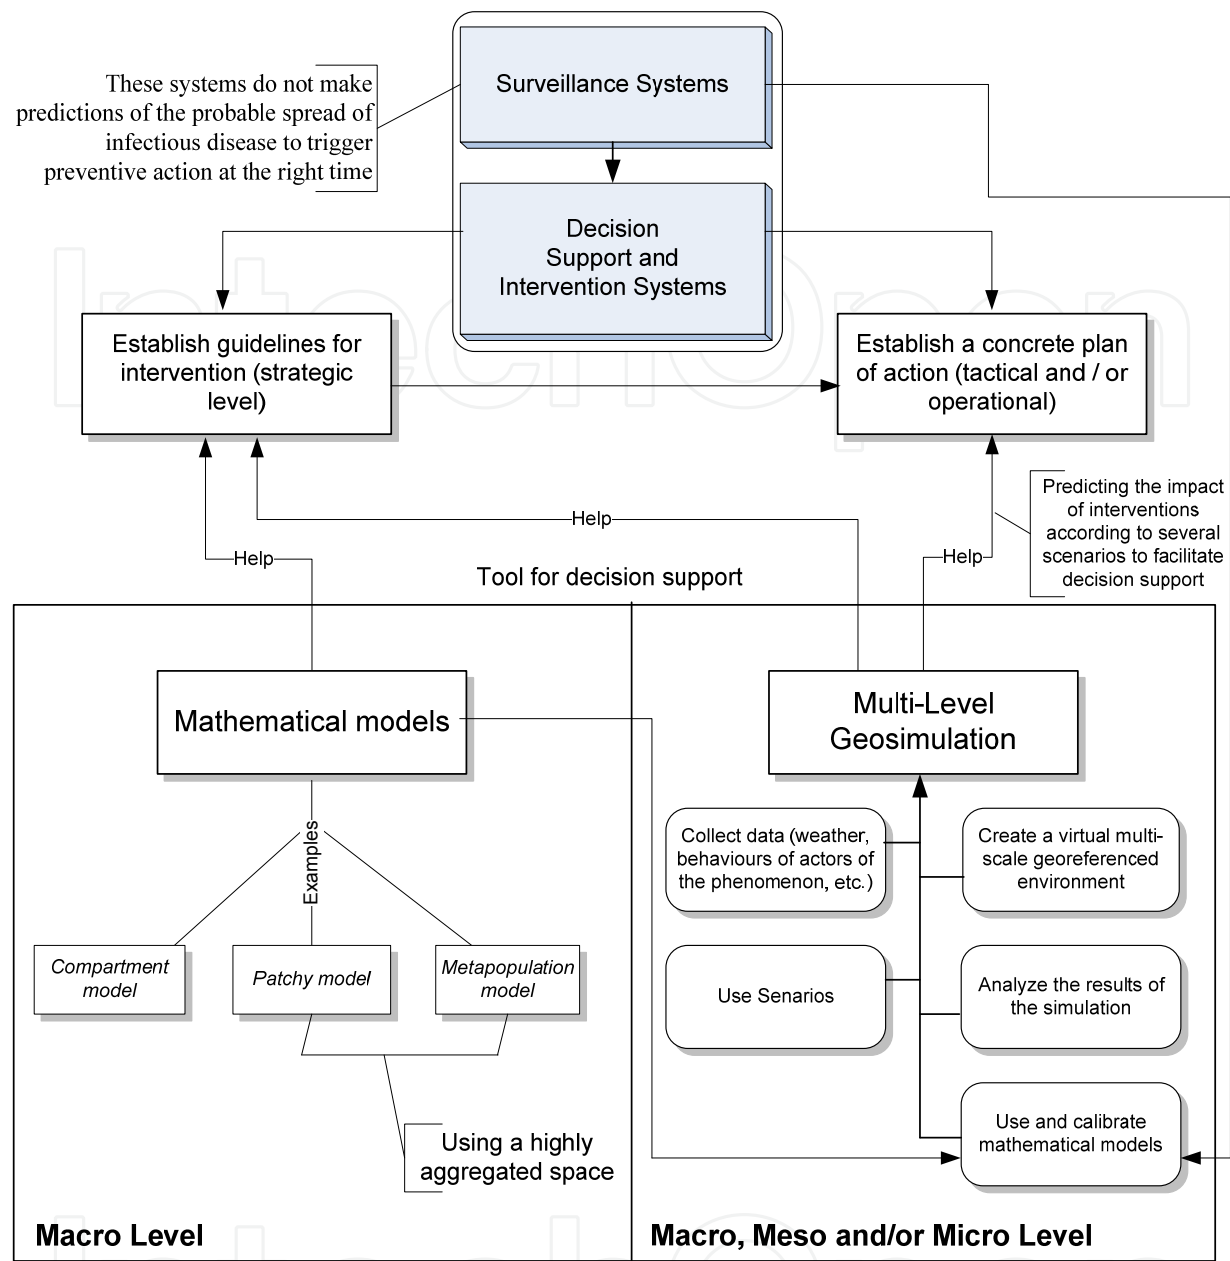 Surveillance Systems
These systems do not make
predictions of the probable spread of
infectious disease to trigger
preventive action at the right time
Decision
Support and
Intervention Systems
Establish guidelines for
intervention (strategic
level)
Establish a concrete plan
of action (tactical and / or
operational)
Predicting the impact
of interventions
according to several
scenarios to facilitate
decision support
Help
Help
Help
Tool for decision support
Mathematical models
Multi-Level
Geosimulation
Examples
Compartment
model
Patchy model
Metapopulation
model
Using a highly
aggregated space
Collect data (weather,
behaviours of actors of
the phenomenon, etc.)
Create a virtual multi-
scale georeferenced
environment
Use Senarios
Analyze the results of
the simulation
Use and calibrate
mathematical models
Macro Level
Macro, Meso and/or Micro Level
IntechOpen
IntechOpen